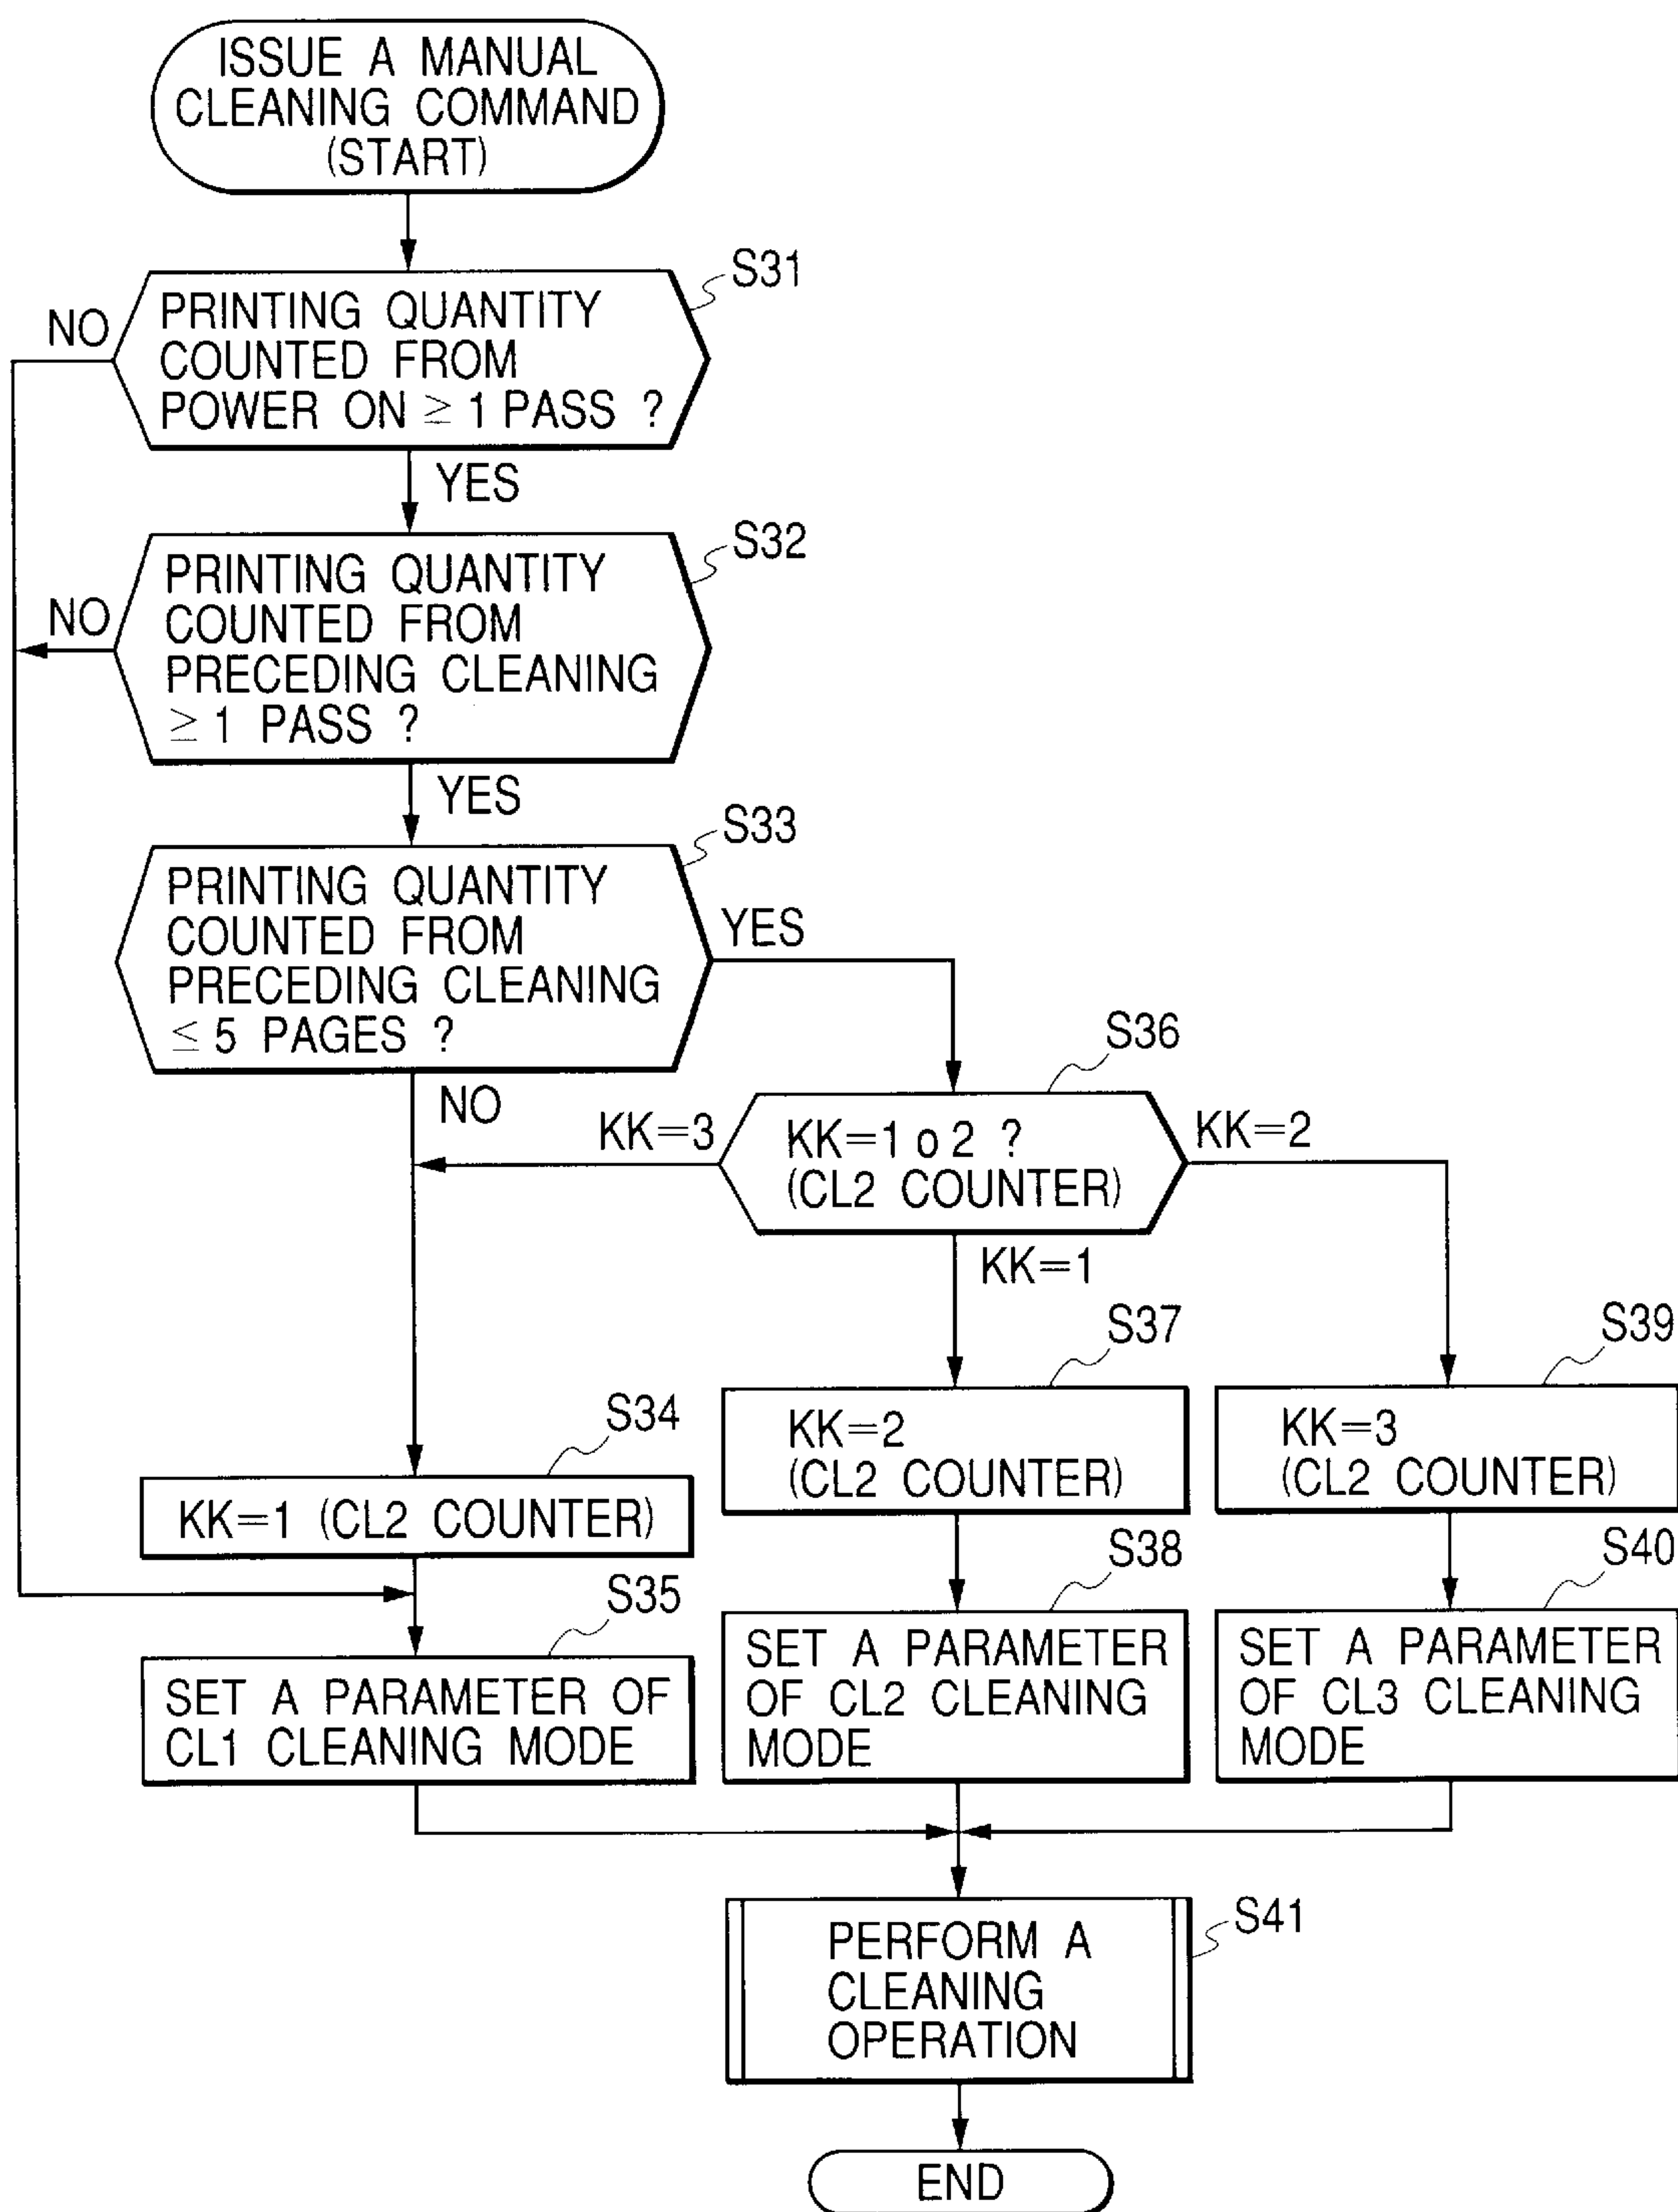 ISSUE A MANUAL
CLEANING COMMAND
(START)
S31
NO
PRINTING QUANTITY
COUNTED FROM
POWER ON ≥ 1 PASS ?
YES
S32
NO
PRINTING QUANTITY
COUNTED FROM
PRECEDING CLEANING
≥ 1 PASS ?
YES
S33
PRINTING QUANTITY
COUNTED FROM
PRECEDING CLEANING
≤ 5 PAGES ?
YES
NO
S36
KK=3
KK=1 o 2 ?
(CL2 COUNTER)
KK=2
KK=1
S37
S39
S34
KK=2
(CL2 COUNTER)
KK=3
(CL2 COUNTER)
KK=1 (CL2 COUNTER)
S35
S38
S40
SET A PARAMETER OF
CL1 CLEANING MODE
SET A PARAMETER
OF CL2 CLEANING
MODE
SET A PARAMETER
OF CL3 CLEANING
MODE
S41
PERFORM A
CLEANING
OPERATION
END